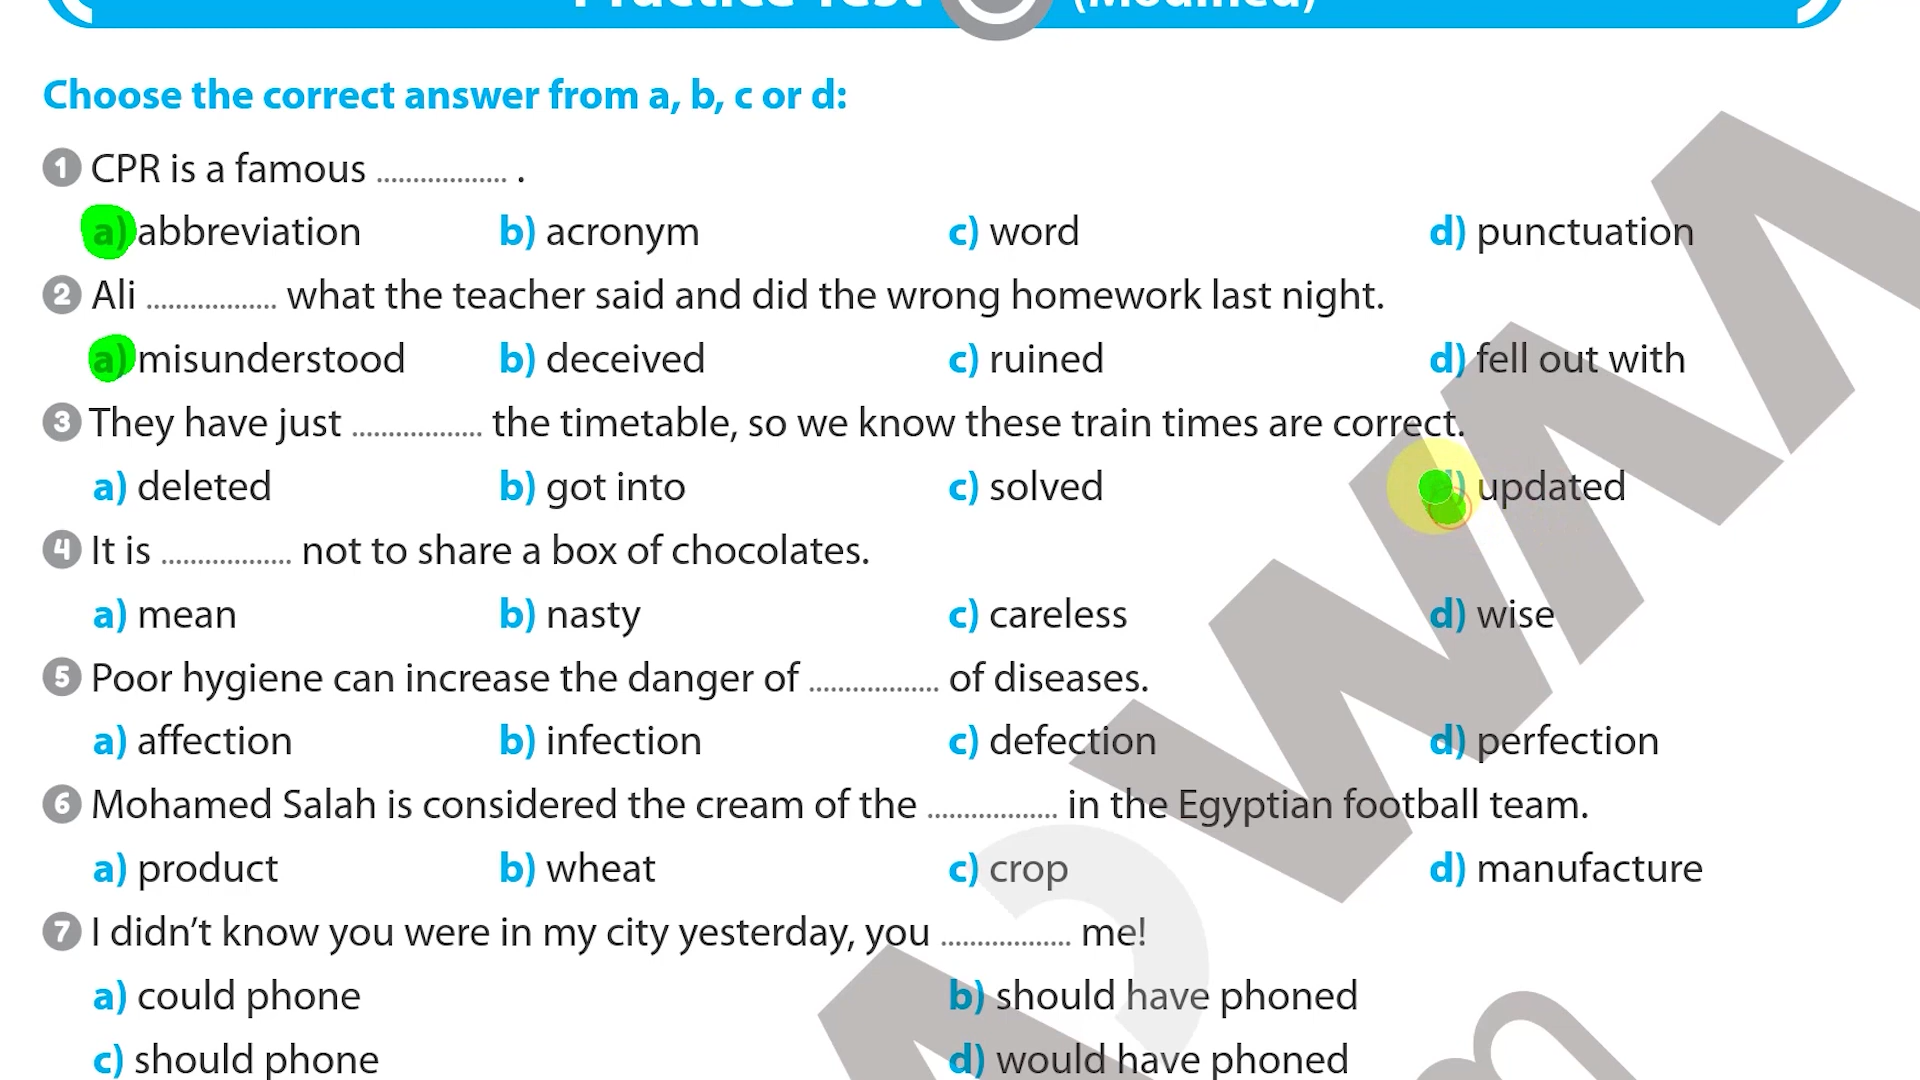 Practice Test (Modified)
Choose the correct answer from a, b, c or d:
1 CPR is a famous .................. .
a) abbreviation b) acronym c) word d) punctuation
2 Ali .................. what the teacher said and did the wrong homework last night.
a) misunderstood b) deceived c) ruined d) fell out with
3 They have just .................. the timetable, so we know these train times are correct.
a) deleted b) got into c) solved d) updated
4 It is .................. not to share a box of chocolates.
a) mean b) nasty c) careless d) wise
5 Poor hygiene can increase the danger of .................. of diseases.
a) affection b) infection c) defection d) perfection
6 Mohamed Salah is considered the cream of the .................. in the Egyptian football team.
a) product b) wheat c) crop d) manufacture
7 I didn’t know you were in my city yesterday, you .................. me!
a) could phone b) should have phoned
c) should phone d) would have phoned